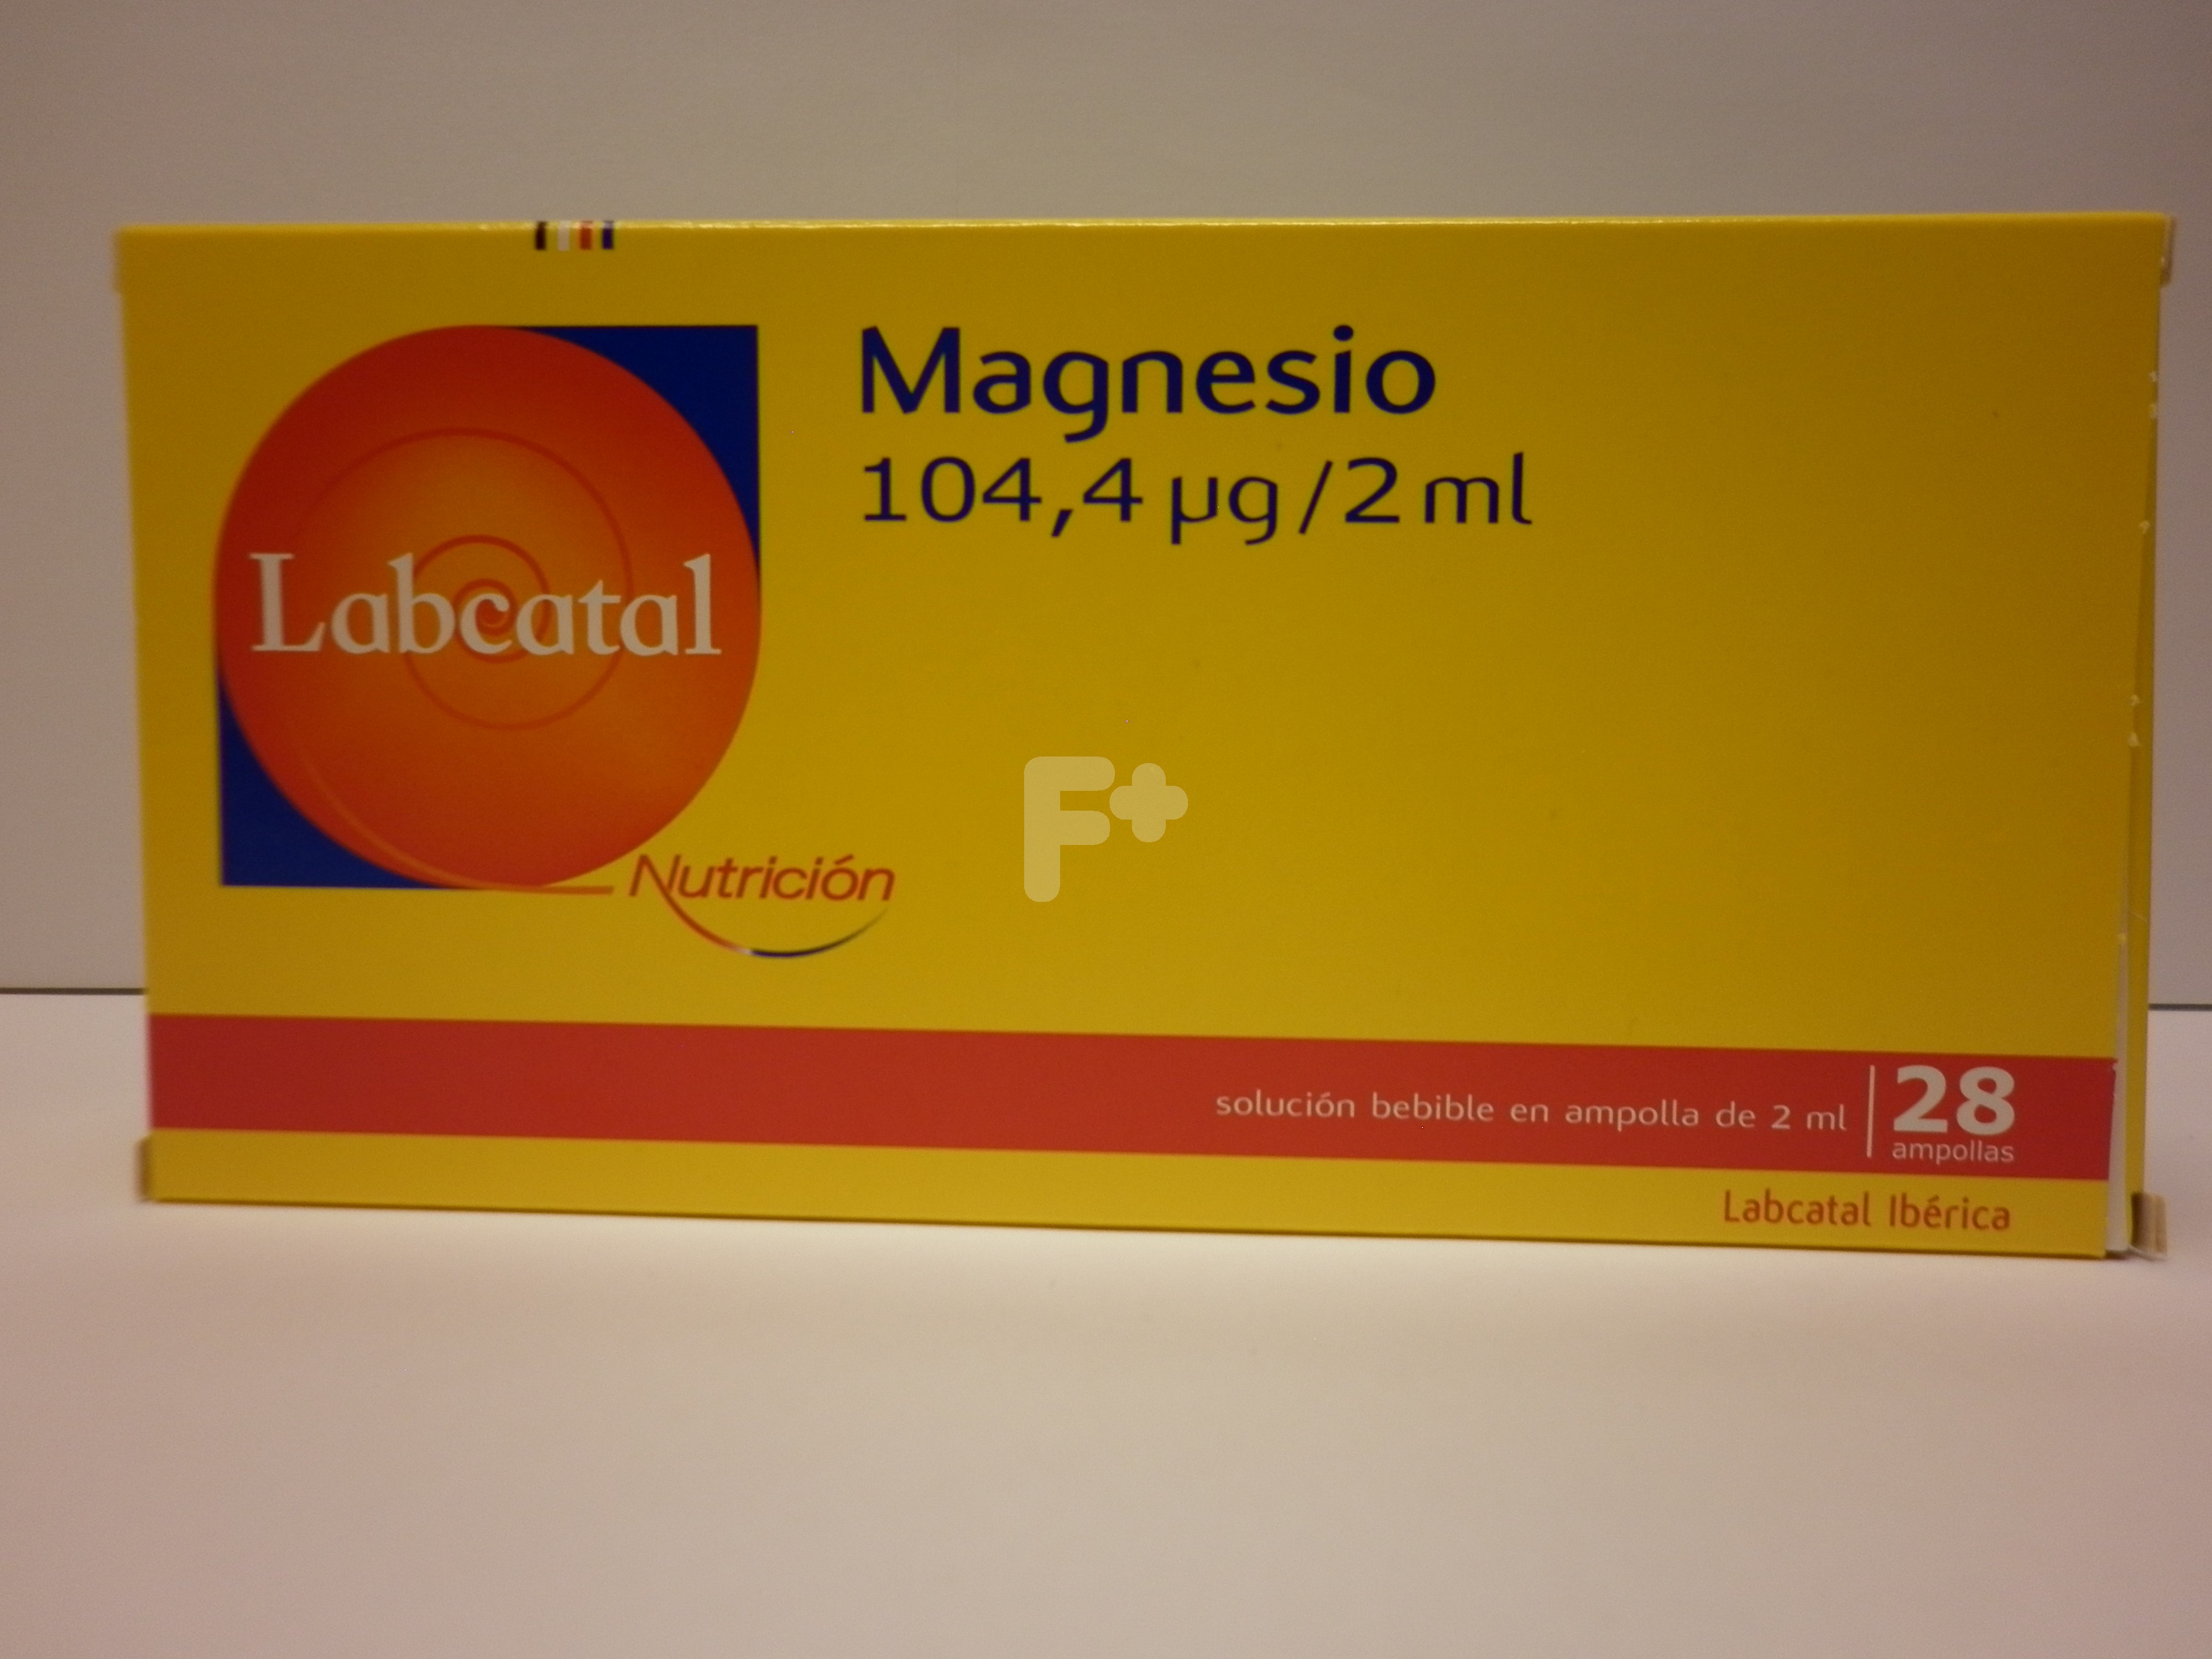 Magnesio
104,4 µg/2 ml
Labcatal
Nutrición
F+
solución bebible en ampolla de 2 ml
28
ampollas
Labcatal Ibérica